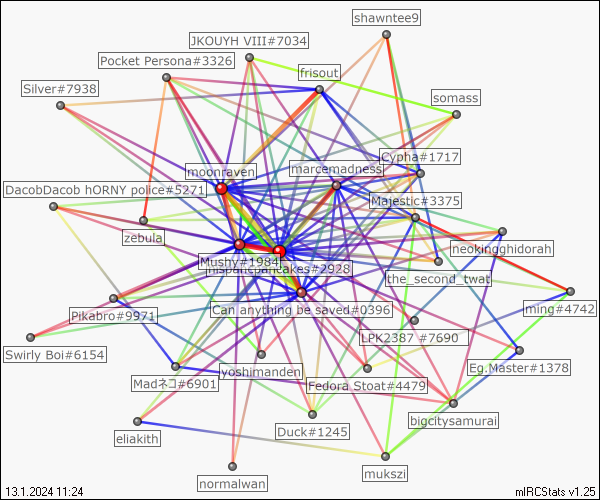 shawntee9
JKOUYH VIII#7034
Pocket Persona#3326
frisout
Silver#7938
somass
Cypha#1717
moonraven
marcemadness
DacobDacob hORNY police#5271
Majestic#3375
zebula
neokingghidorah
Mushy#1984
hispanicpancakes#2928
the_second_twat
Can anything be saved#0396
ming#4742
Pikabro#9971
LPK2387 #7690
Swirly Boi#6154
yoshimanden
Eg.Master#1378
Madネコ#6901
Fedora Stoat#4479
bigcitysamurai
Duck#1245
eliakith
mukszi
normalwan
13.1.2024 11:24
mIRCStats v1.25